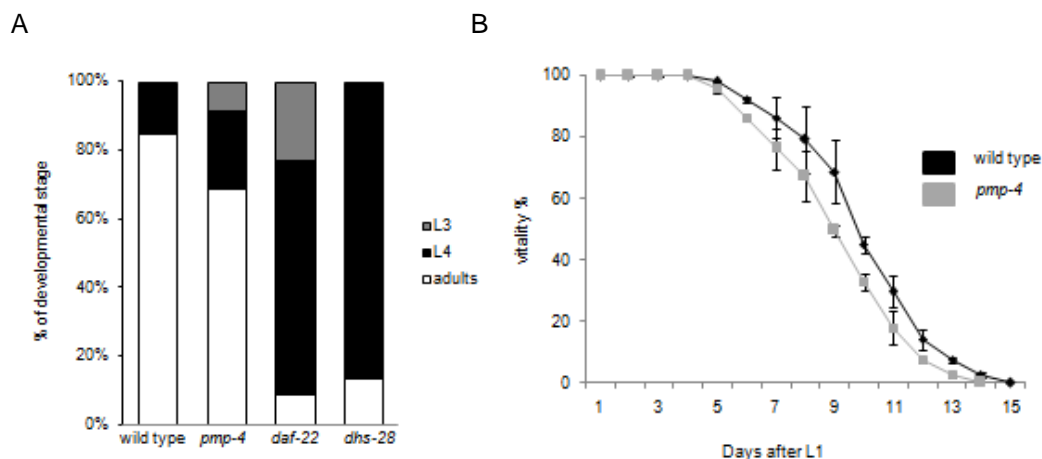 A
B
100%
80%
60%
40%
20%
0%
% of developmental stage
wild type
pmp-4
daf-22
dhs-28
L3
L4
adults
100
80
60
40
20
0
vitality %
1
3
5
7
9
11
13
15
Days after L1
wild type
pmp-4